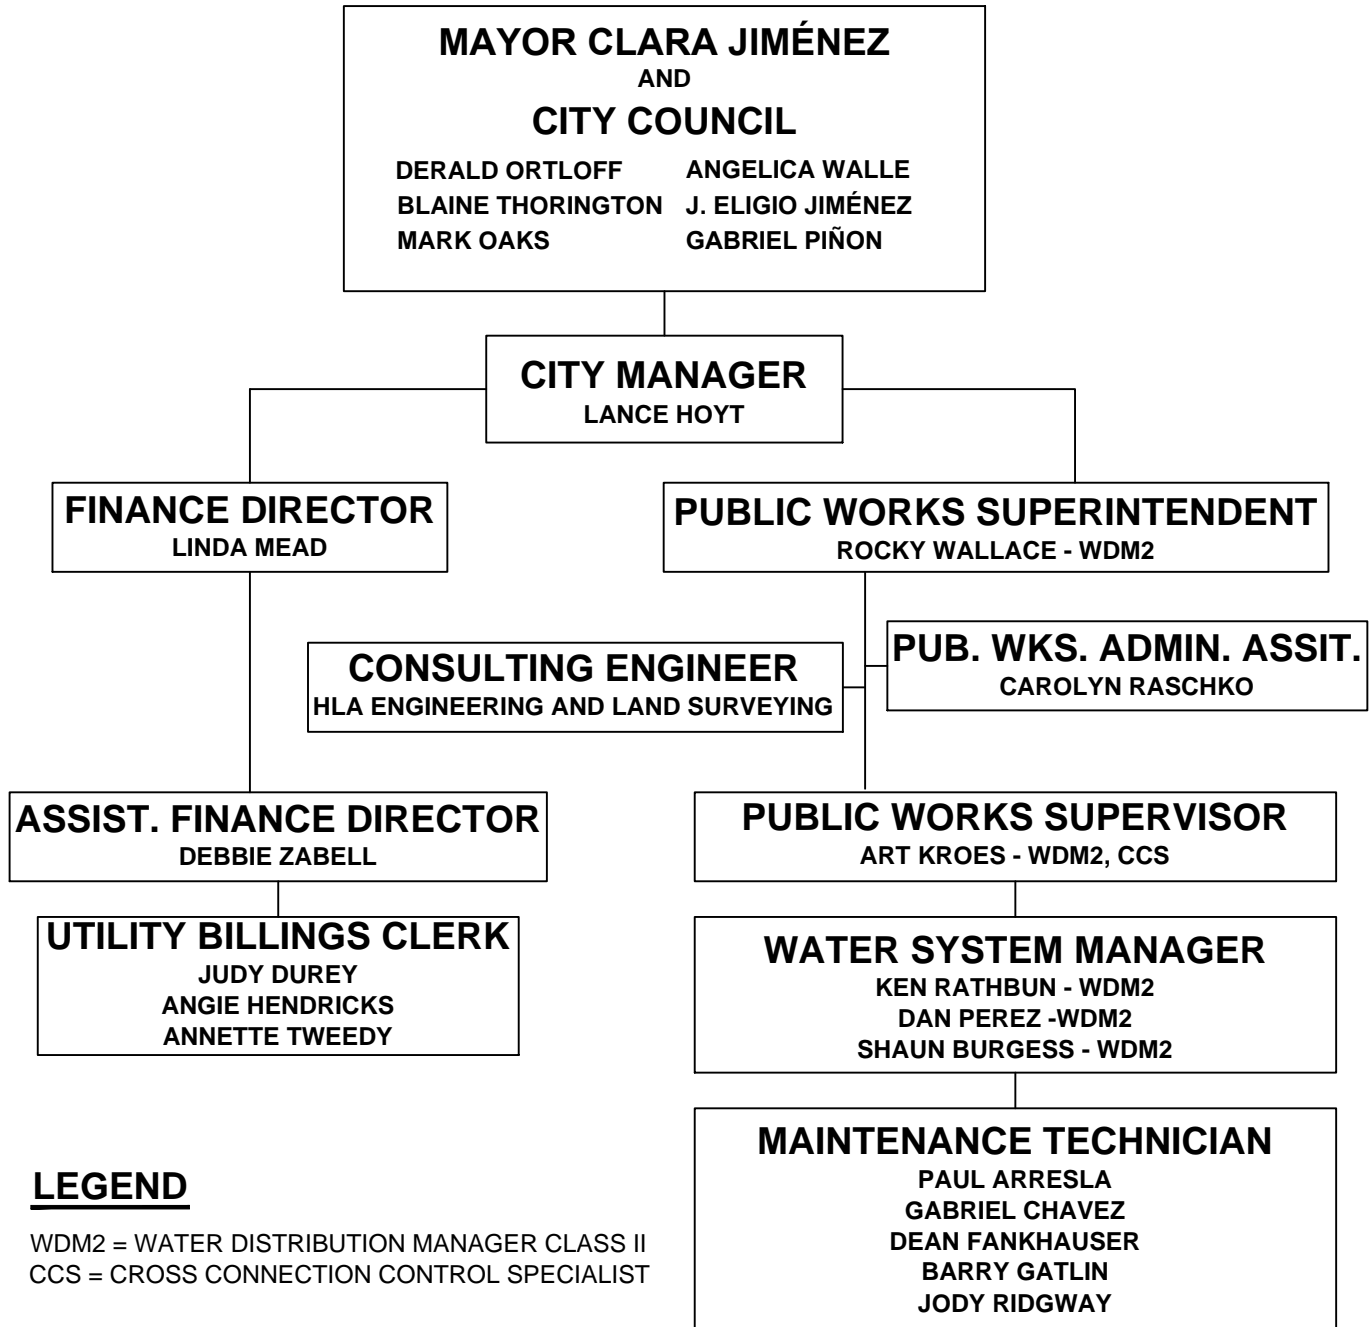 MAYOR CLARA JIMÉNEZ
AND
CITY COUNCIL
DERALD ORTLOFF ANGELICA WALLE
BLAINE THORINGTON J. ELIGIO JIMÉNEZ
MARK OAKS GABRIEL PIÑON
CITY MANAGER
LANCE HOYT
FINANCE DIRECTOR
LINDA MEAD
PUBLIC WORKS SUPERINTENDENT
ROCKY WALLACE - WDM2
CONSULTING ENGINEER
HLA ENGINEERING AND LAND SURVEYING
PUB. WKS. ADMIN. ASSIT.
CAROLYN RASCHKO
ASSIST. FINANCE DIRECTOR
DEBBIE ZABELL
PUBLIC WORKS SUPERVISOR
ART KROES - WDM2, CCS
UTILITY BILLINGS CLERK
JUDY DUREY
ANGIE HENDRICKS
ANNETTE TWEEDY
WATER SYSTEM MANAGER
KEN RATHBUN - WDM2
DAN PEREZ -WDM2
SHAUN BURGESS - WDM2
MAINTENANCE TECHNICIAN
PAUL ARRESLA
GABRIEL CHAVEZ
DEAN FANKHAUSER
BARRY GATLIN
JODY RIDGWAY
LEGEND
WDM2 = WATER DISTRIBUTION MANAGER CLASS II
CCS = CROSS CONNECTION CONTROL SPECIALIST